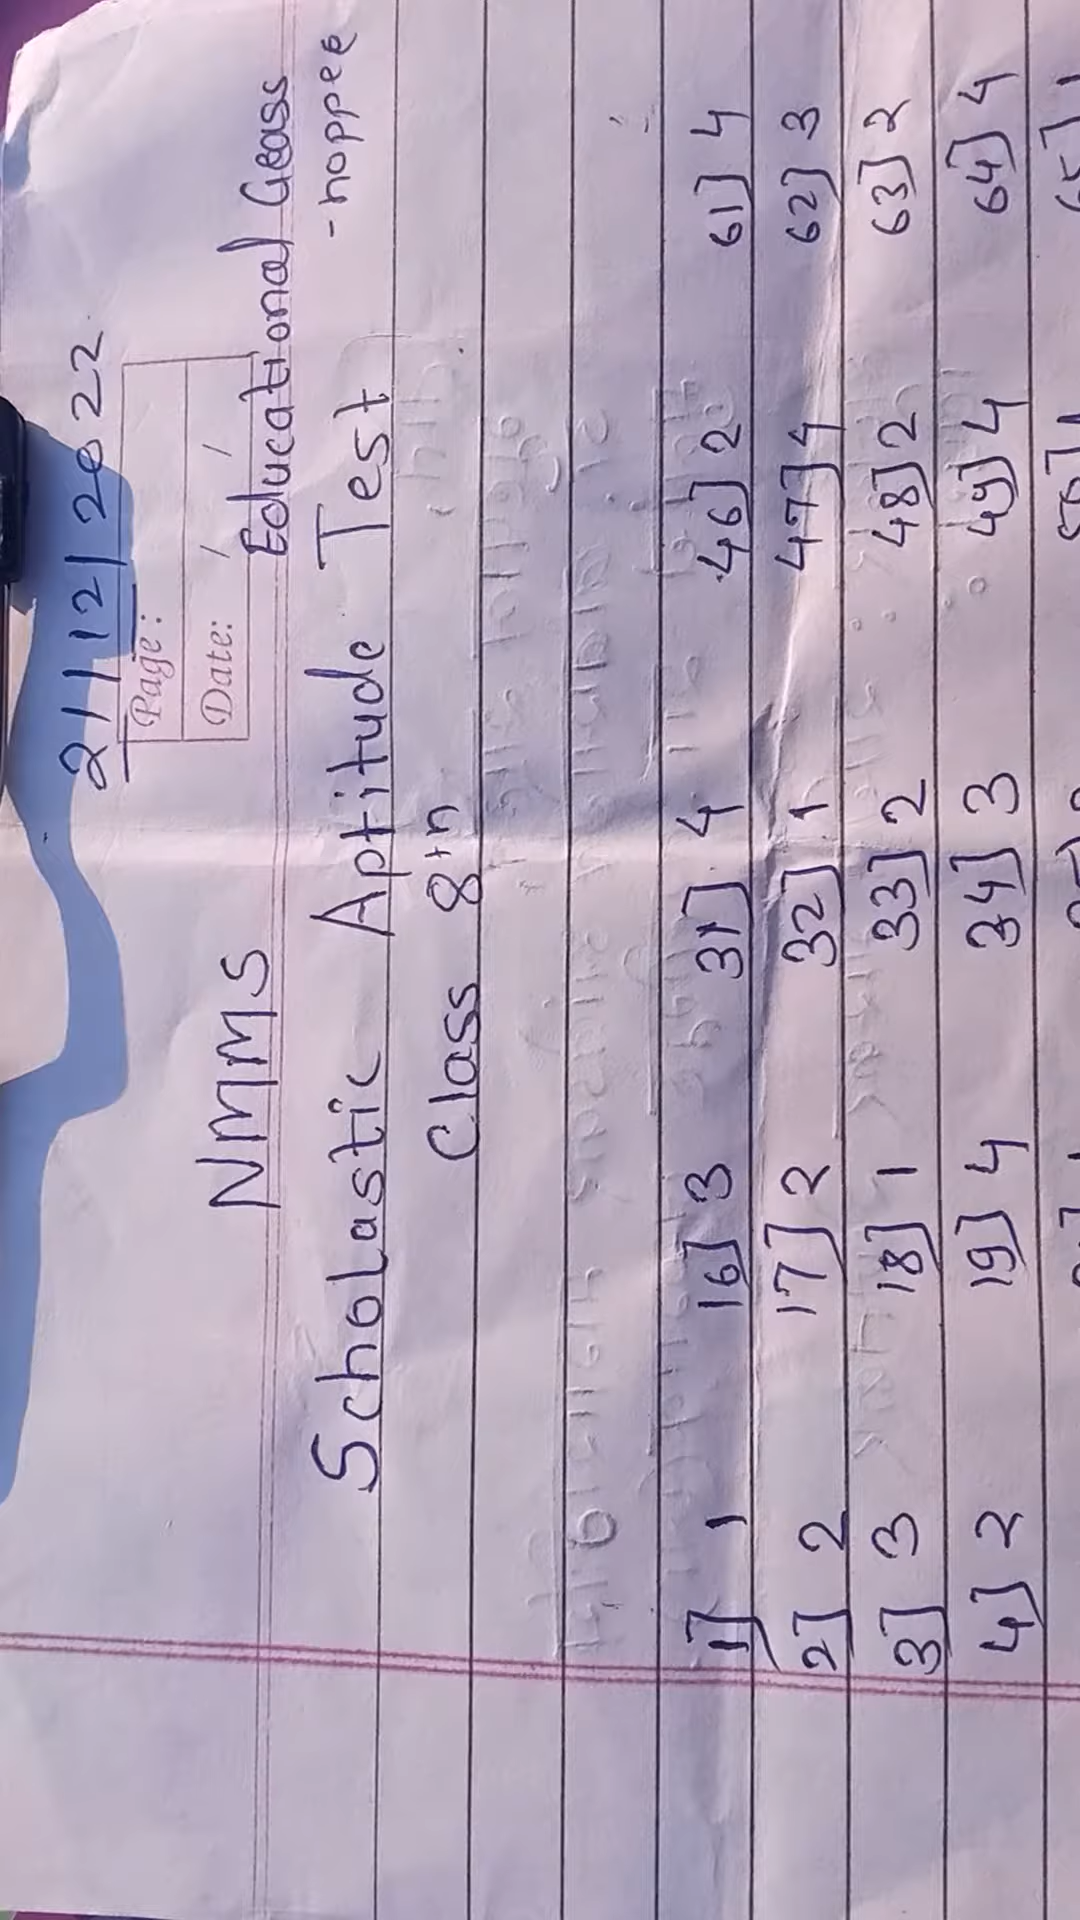 21/12/2022
Page:
Date: / /
NMMS
Educational Grass
-hopper
Scholastic Aptitude Test
Class 8th
1] 1 16] 3 31] 4 46] 2 61] 4
2] 2 17] 2 32] 1 47] 4 62] 3
3] 3 18] 1 33] 2 48] 2 63] 2
4] 2 19] 4 34] 3 49] 4 64] 4